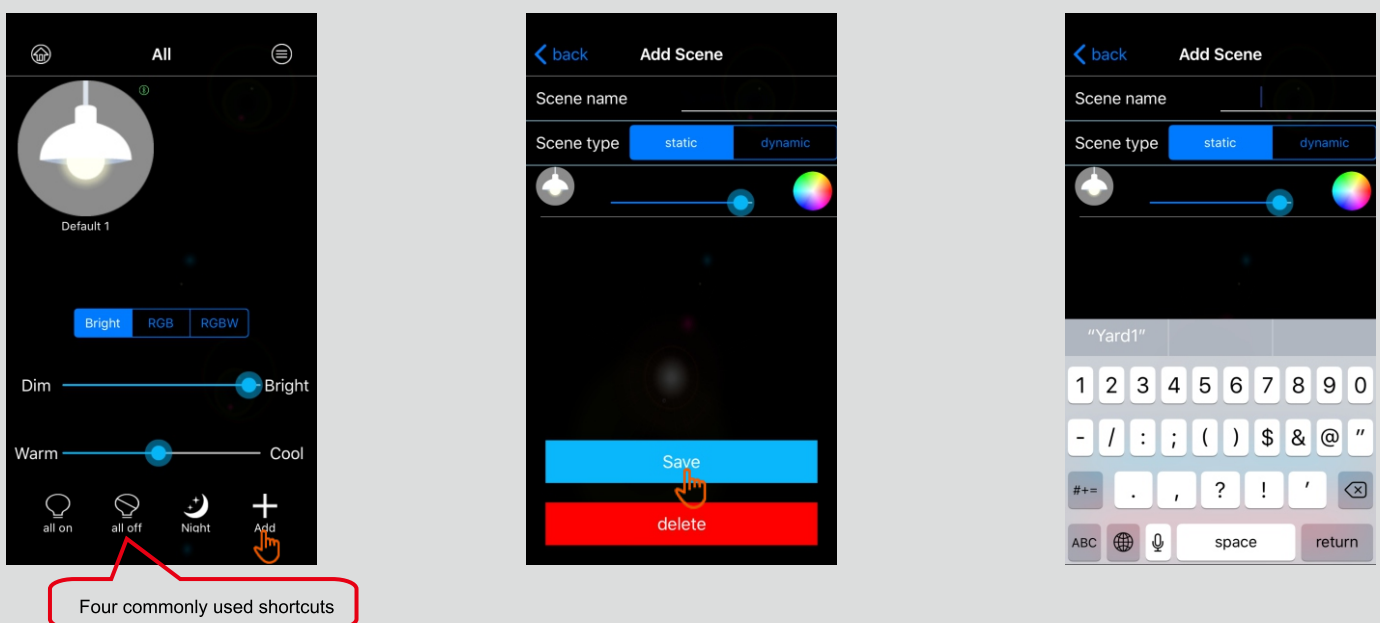 All
Default 1
Bright RGB RGBW
Dim Bright
Warm Cool
all on all off Night Add
Four commonly used shortcuts
back Add Scene
Scene name
Scene type static dynamic
Save
delete
back Add Scene
Scene name
Scene type static dynamic
“Yard1”
1 2 3 4 5 6 7 8 9 0
- / : ; ( ) $ & @ "
#+= . , ? ! ' 
ABC space return